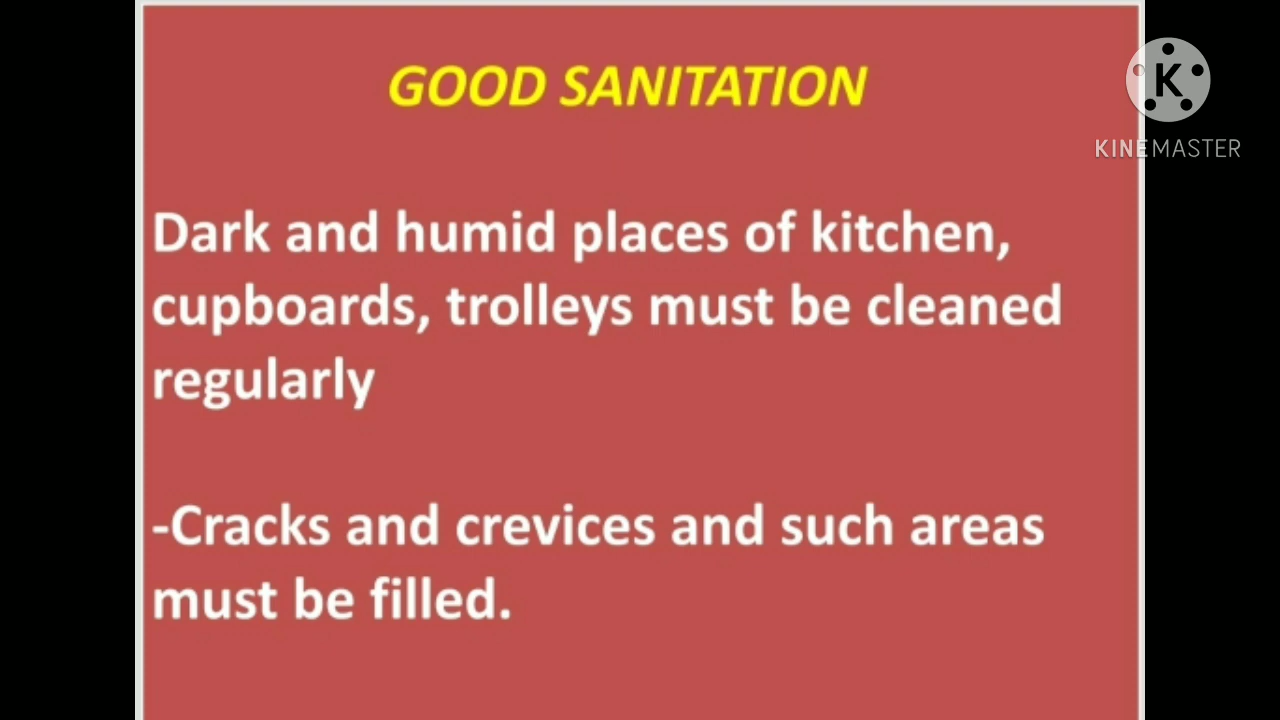 GOOD SANITATION
K
KINEMASTER
Dark and humid places of kitchen,
cupboards, trolleys must be cleaned
regularly
-Cracks and crevices and such areas
must be filled.